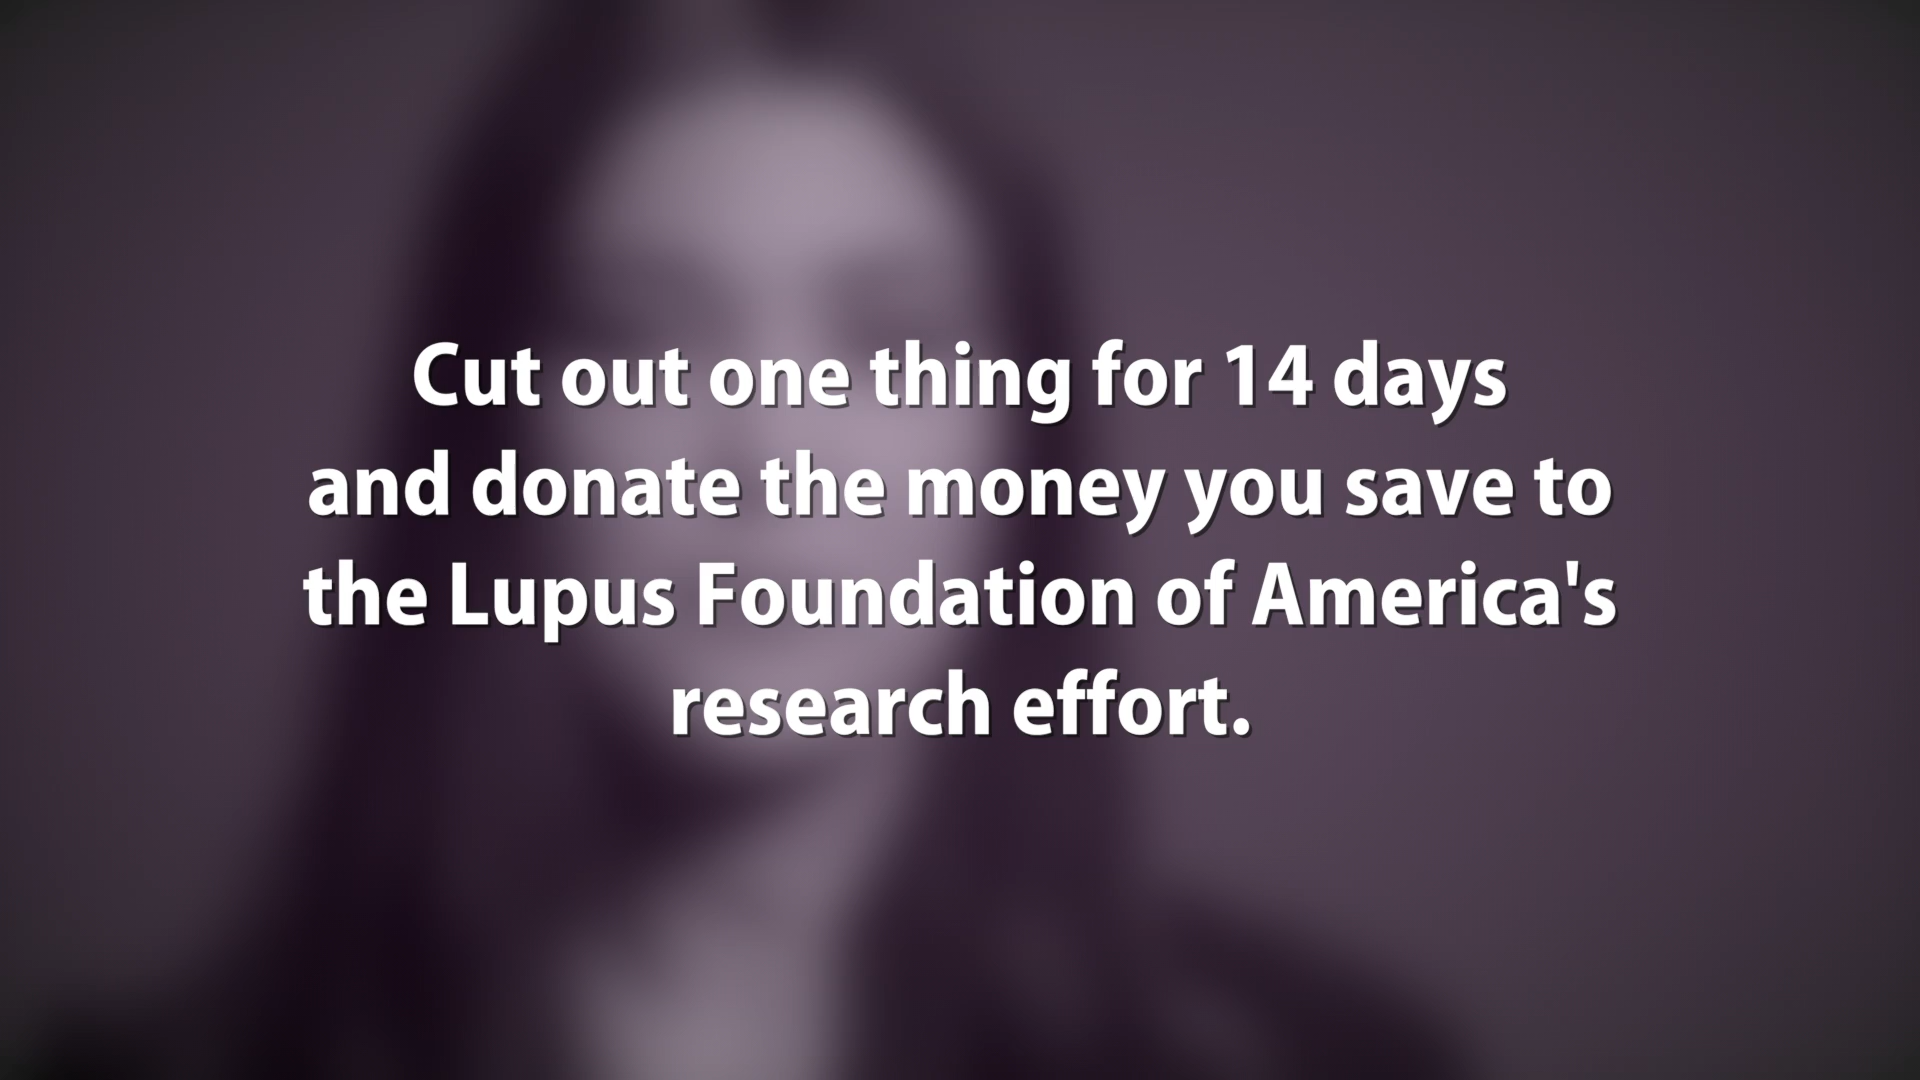 Cut out one thing for 14 days
and donate the money you save to
the Lupus Foundation of America's
research effort.